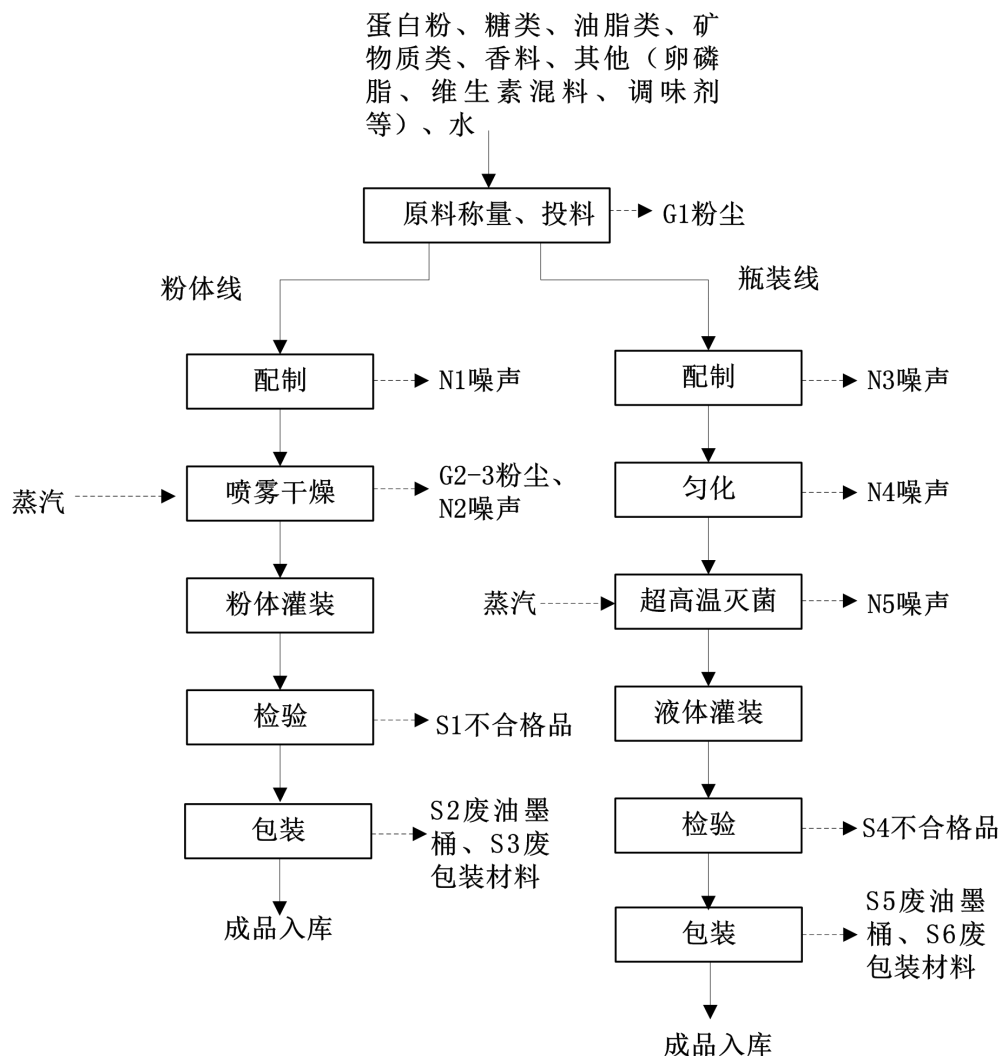 蛋白粉、糖类、油脂类、矿
物质类、香料、其他（卵磷
脂、维生素混料、调味剂
等）、水
原料称量、投料
G1粉尘
粉体线
瓶装线
配制
N1噪声
配制
N3噪声
蒸汽
喷雾干燥
G2-3粉尘、
N2噪声
匀化
N4噪声
粉体灌装
蒸汽
超高温灭菌
N5噪声
检验
S1不合格品
液体灌装
包装
S2废油墨
桶、S3废
包装材料
检验
S4不合格品
成品入库
包装
S5废油墨
桶、S6废
包装材料
成品入库